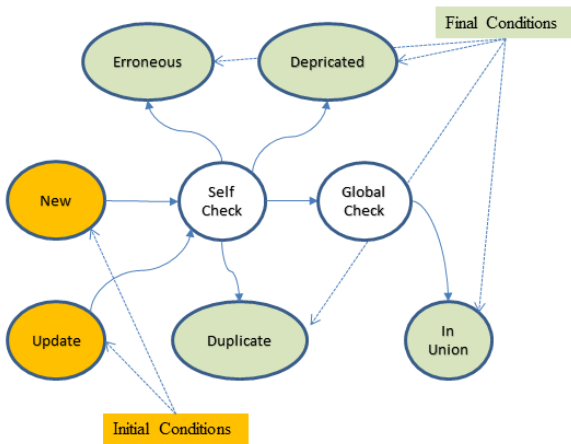 Final Conditions
Erroneous
Depricated
New
Self
Check
Global
Check
Update
Duplicate
In
Union
Initial Conditions